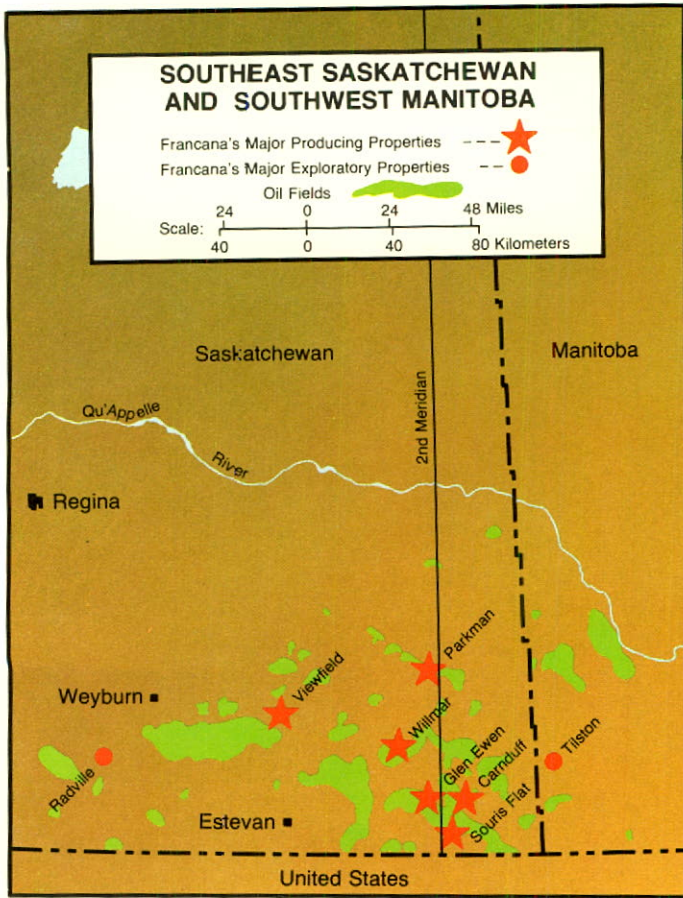 SOUTHEAST SASKATCHEWAN
AND SOUTHWEST MANITOBA
Francana's Major Producing Properties
Francana's Major Exploratory Properties
Oil Fields
24 0 24 48 Miles
Scale:
40 0 40 80 Kilometers
Saskatchewan
Manitoba
2nd Meridian
Qu'Appelle
River
Regina
Parkman
Viewfield
Weyburn
Willmar
Glen Ewen
Carnduff
Tilston
Radville
Souris Flat
Estevan
United States